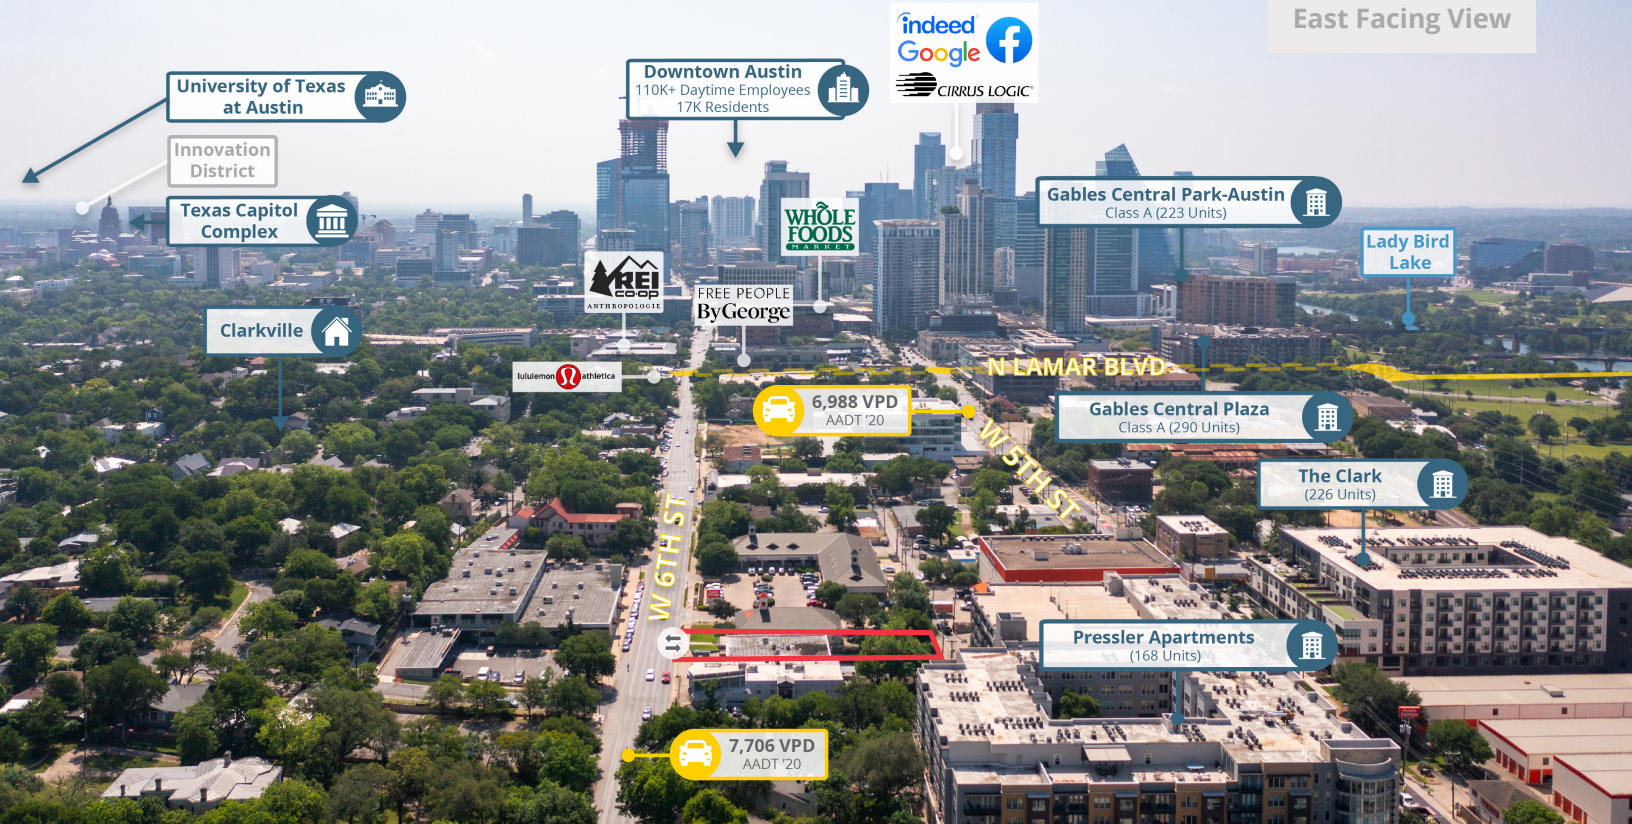 East Facing View
indeed
Google
CIRRUS LOGIC
University of Texas
at Austin
Downtown Austin
110K+ Daytime Employees
17K Residents
Innovation
District
Texas Capitol
Complex
Gables Central Park-Austin
Class A (223 Units)
WHOLE
FOODS
MARKET
Lady Bird
Lake
REI
co·op
ANTHROPOLOGIE
FREE PEOPLE
ByGeorge
Clarkville
lululemon athletica
N LAMAR BLVD
6,988 VPD
AADT '20
Gables Central Plaza
Class A (290 Units)
W 5TH ST
The Clark
(226 Units)
W 6TH ST
Pressler Apartments
(168 Units)
7,706 VPD
AADT '20